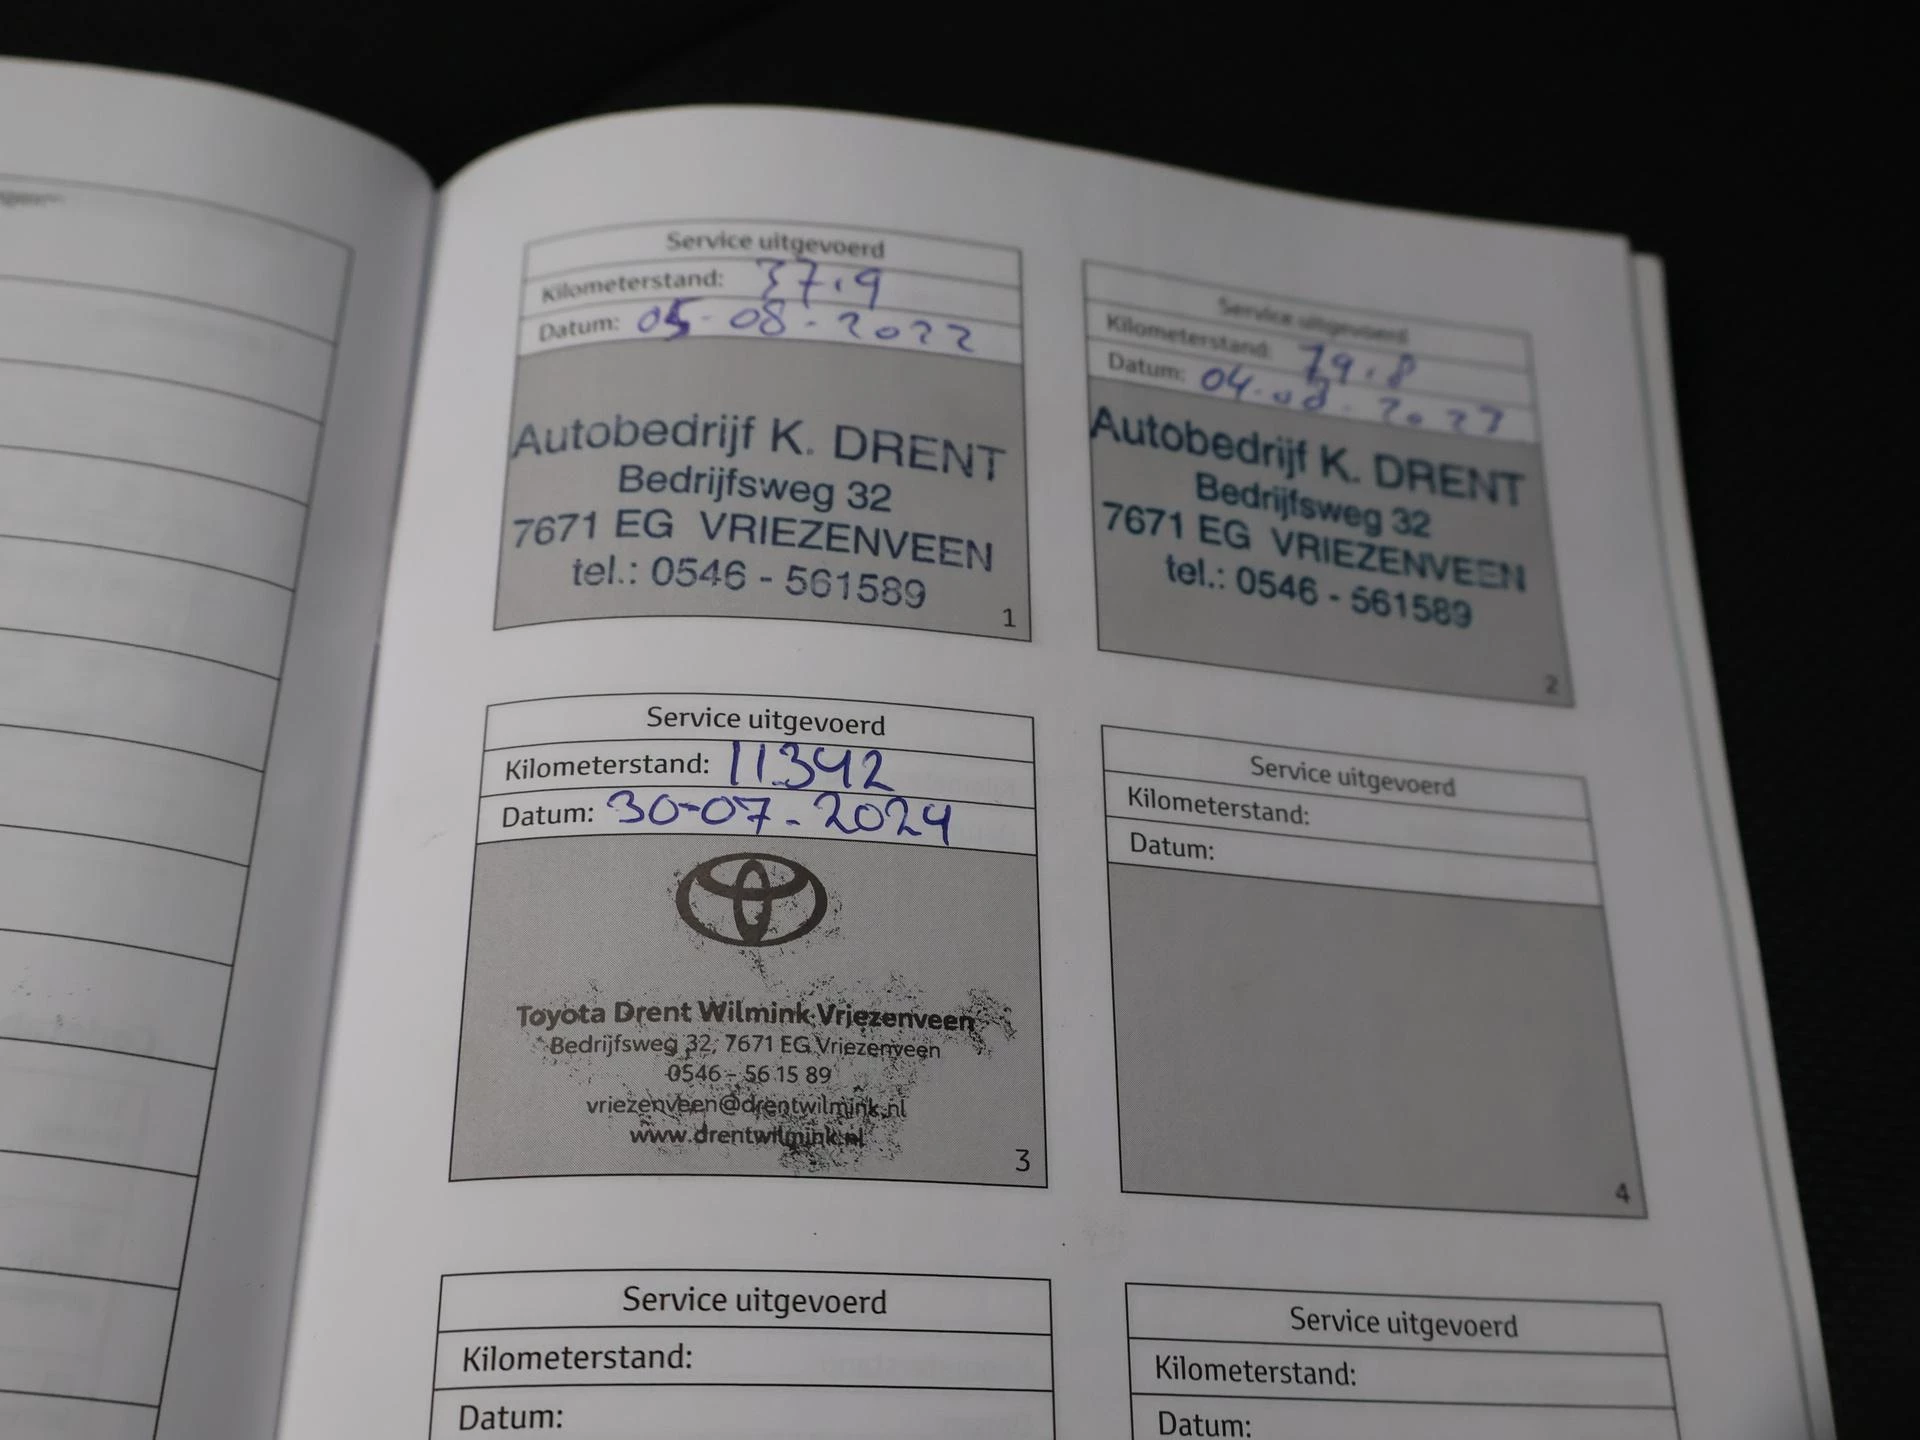 Service uitgevoerd
Kilometerstand: 37.9
Datum: 05-08-2022
Autobedrijf K. DRENT
Bedrijfsweg 32
7671 EG VRIEZENVEEN
tel.: 0546 - 561589
1
Service uitgevoerd
Kilometerstand:
Datum:
Autobedrijf K. DRENT
Bedrijfsweg 32
7671 EG VRIEZENVEEN
tel.: 0546 - 561589
2
Service uitgevoerd
Kilometerstand: 11342
Datum: 30-07-2024
Toyota Drent Wilmink Vriezenveen
Bedrijfsweg 32, 7671 EG Vriezenveen
0546 - 56 15 89
vriezenveen@drentwilmink.nl
www.drentwilmink.nl
3
Service uitgevoerd
Kilometerstand:
Datum:
4
Service uitgevoerd
Kilometerstand:
Datum:
Service uitgevoerd
Kilometerstand:
Datum: